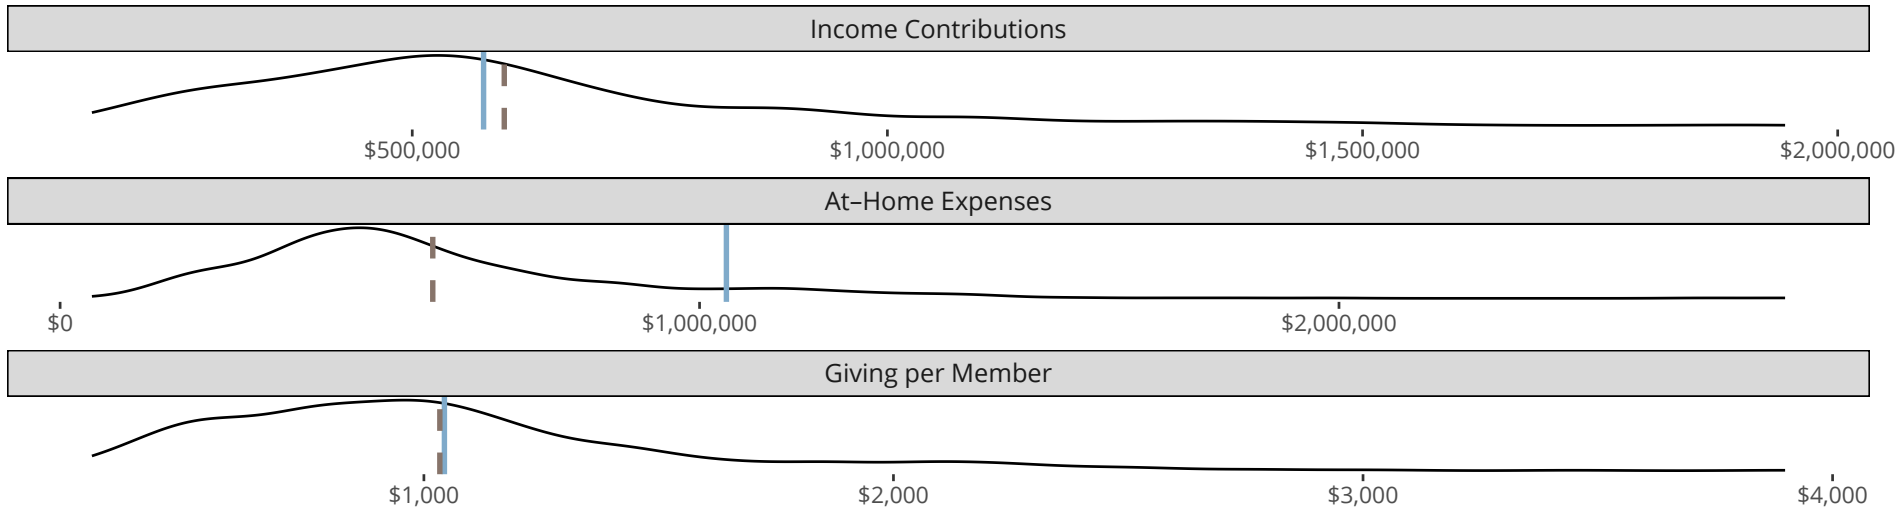 Income Contributions
$500,000 $1,000,000 $1,500,000 $2,000,000
At–Home Expenses
$0 $1,000,000 $2,000,000
Giving per Member
$1,000 $2,000 $3,000 $4,000